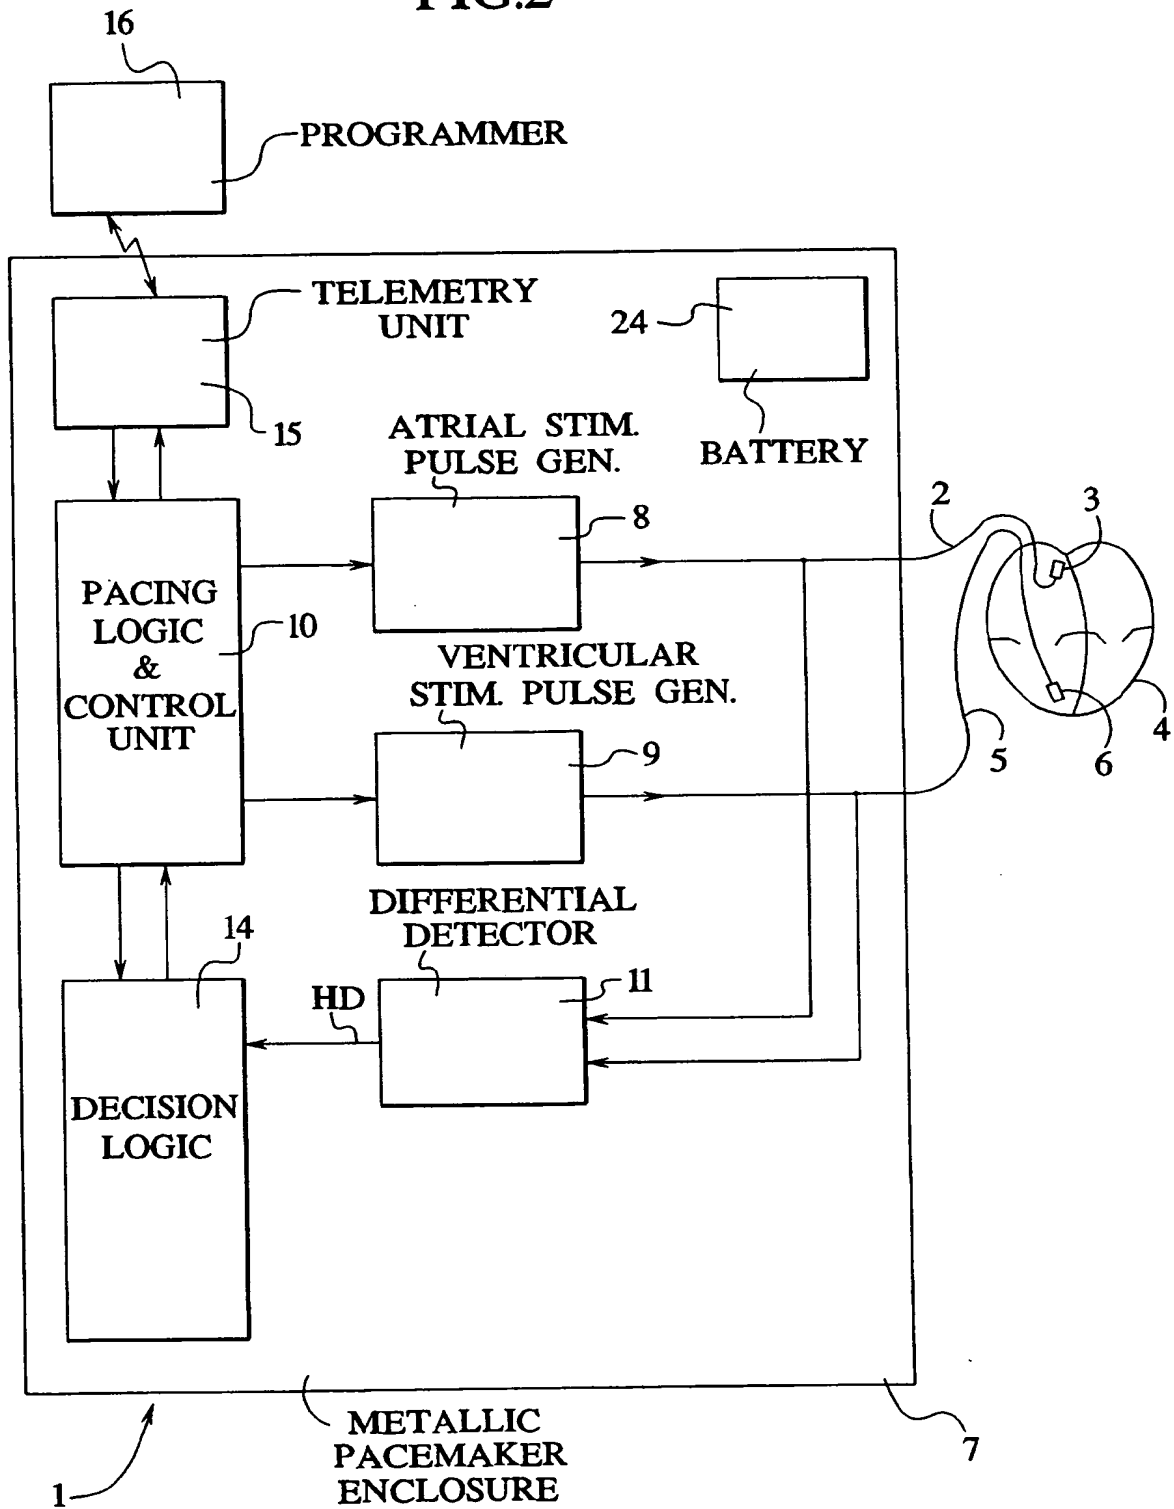 FIG.2
16
PROGRAMMER
TELEMETRY
UNIT
24
15
BATTERY
ATRIAL STIM.
PULSE GEN.
8
2
3
PACING
LOGIC
&
CONTROL
UNIT
10
VENTRICULAR
STIM. PULSE GEN.
9
5
6
4
DIFFERENTIAL
DETECTOR
14
11
HD
DECISION
LOGIC
METALLIC
PACEMAKER
ENCLOSURE
7
1